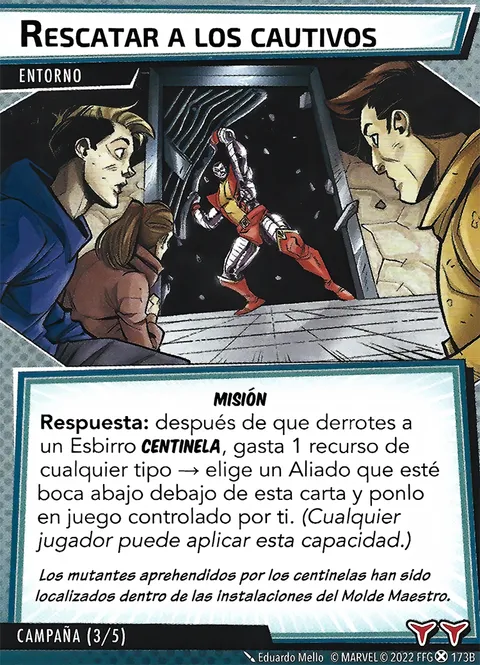 RESCATAR A LOS CAUTIVOS
ENTORNO
MISIÓN
Respuesta: después de que derrotes a
un Esbirro CENTINELA, gasta 1 recurso de
cualquier tipo → elige un Aliado que esté
boca abajo debajo de esta carta y ponlo
en juego controlado por ti. (Cualquier
jugador puede aplicar esta capacidad.)
Los mutantes aprehendidos por los centinelas han sido
localizados dentro de las instalaciones del Molde Maestro.
CAMPAÑA (3/5)
Eduardo Mello © MARVEL © 2022 FFG 173B